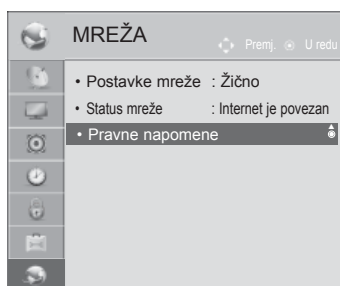 MREŽA
Premj. U redu
• Postavke mreže : Žično
• Status mreže : Internet je povezan
• Pravne napomene